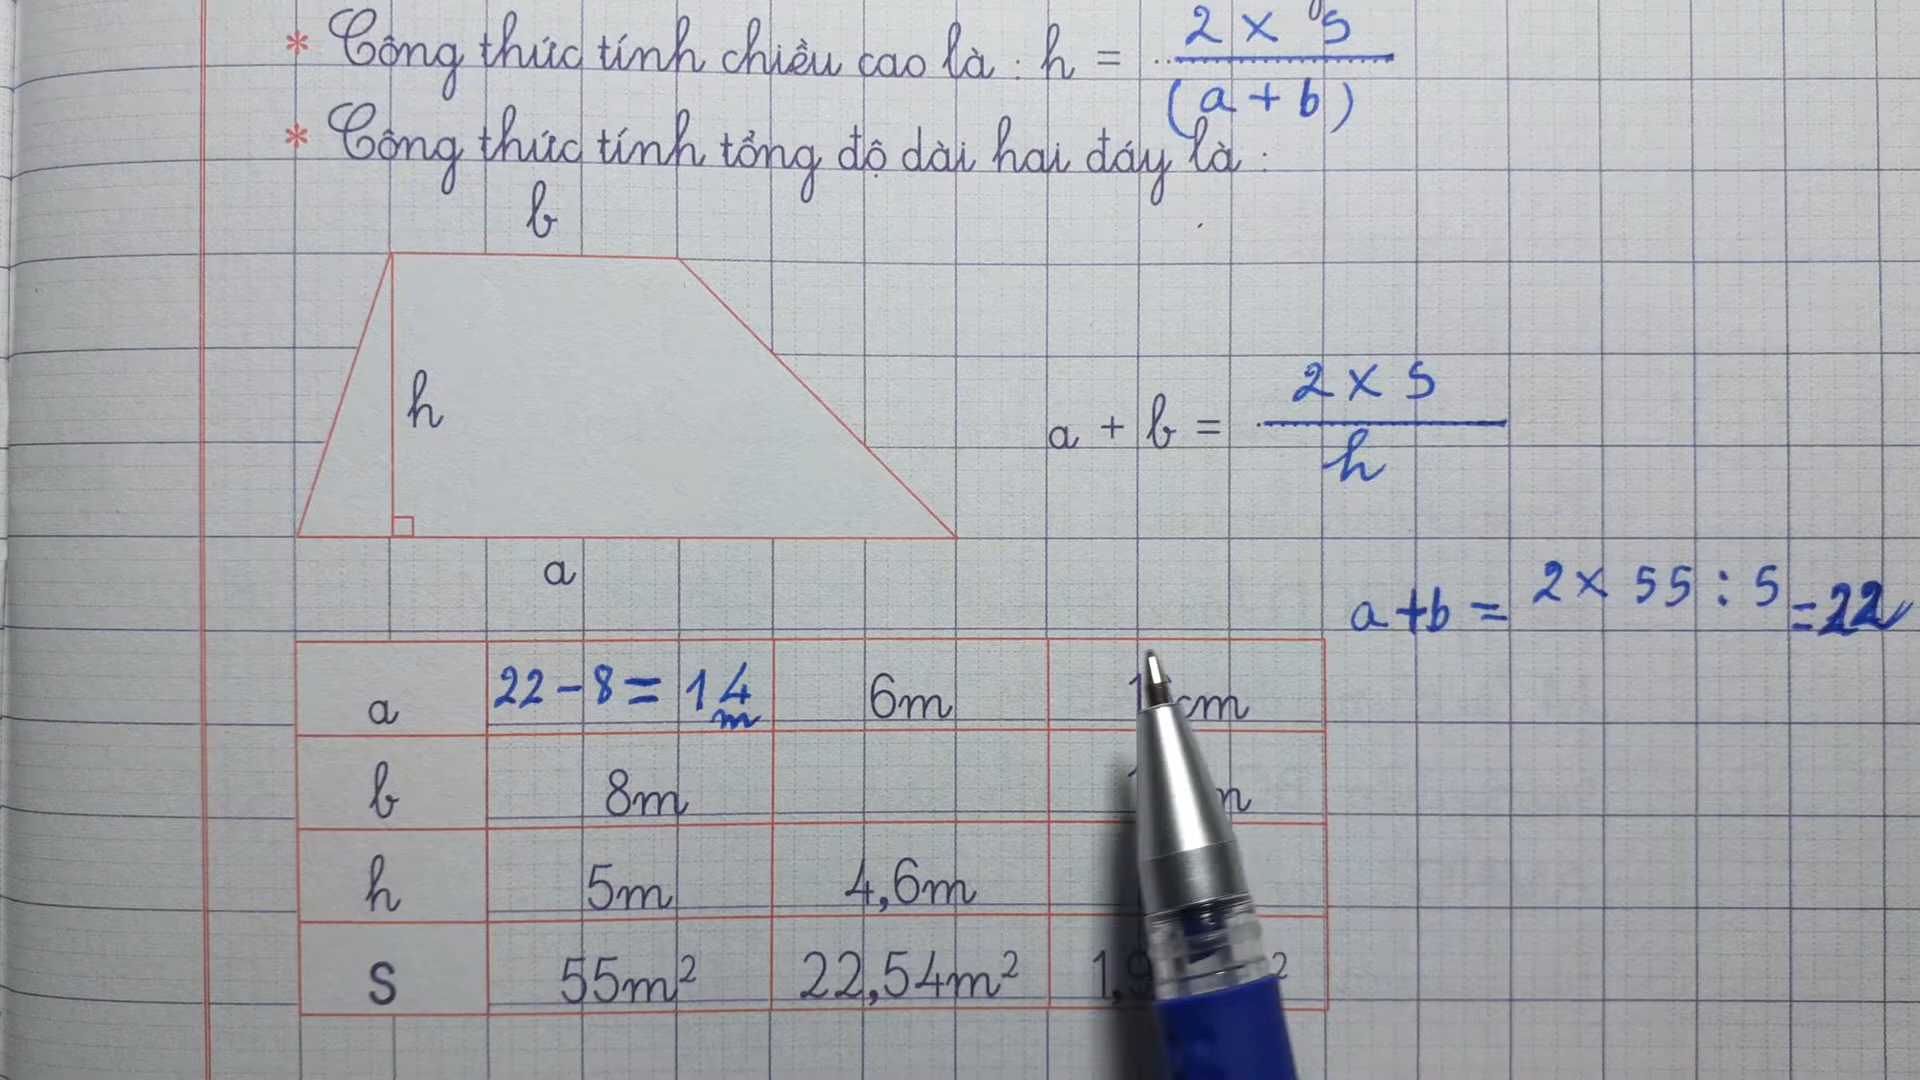 * Công thức tính chiều cao là : h = 2 x S / (a + b)
* Công thức tính tổng độ dài hai đáy là :
b
h
a + b = 2 x S / h
a
a + b = 2 x 55 : 5 = 22
a 22 - 8 = 14 m 6m cm
b 8m
h 5m 4,6m
S 55m² 22,54m²